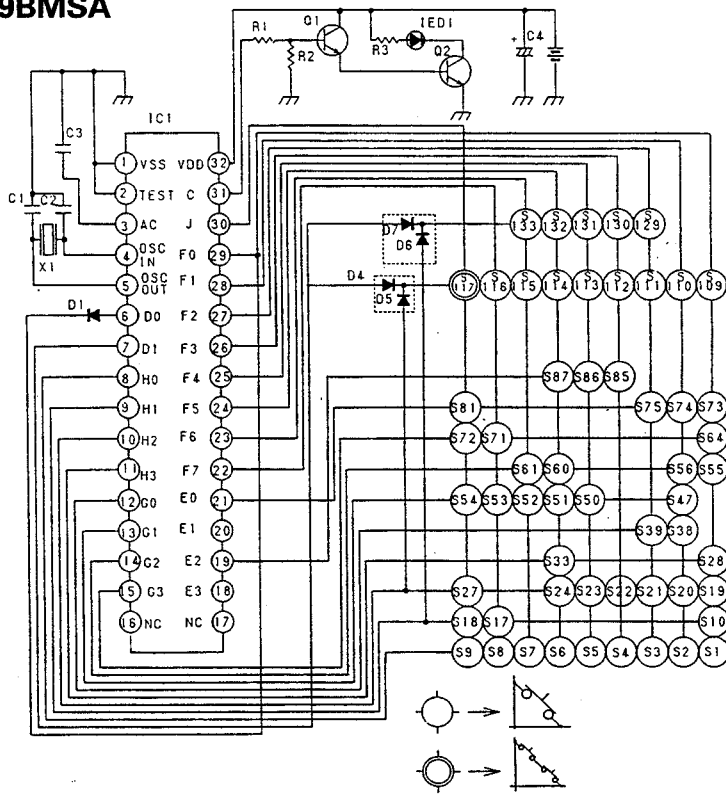 9BMSA
R1
Q1
R2
R3
IED1
Q2
+
C4
IC1
C3
C1
C2
X1
1 VSS VDD 32
2 TEST C 31
3 AC J 30
4 OSC IN F0 29
5 OSC OUT F1 28
D1
6 D0 F2 27
7 D1 F3 26
8 H0 F4 25
9 H1 F5 24
10 H2 F6 23
11 H3 F7 22
12 G0 E0 21
13 G1 E1 20
14 G2 E2 19
15 G3 E3 18
16 NC NC 17
D7
D6
D4
D5
S133 S132 S131 S130 S129
S117 S116 S115 S114 S113 S112 S111 S110 S109
S87 S86 S85
S81 S75 S74 S73
S72 S71 S64
S61 S60 S56 S55
S54 S53 S52 S51 S50 S47
S39 S38
S33 S28
S27 S24 S23 S22 S21 S20 S19
S18 S17 S10
S9 S8 S7 S6 S5 S4 S3 S2 S1